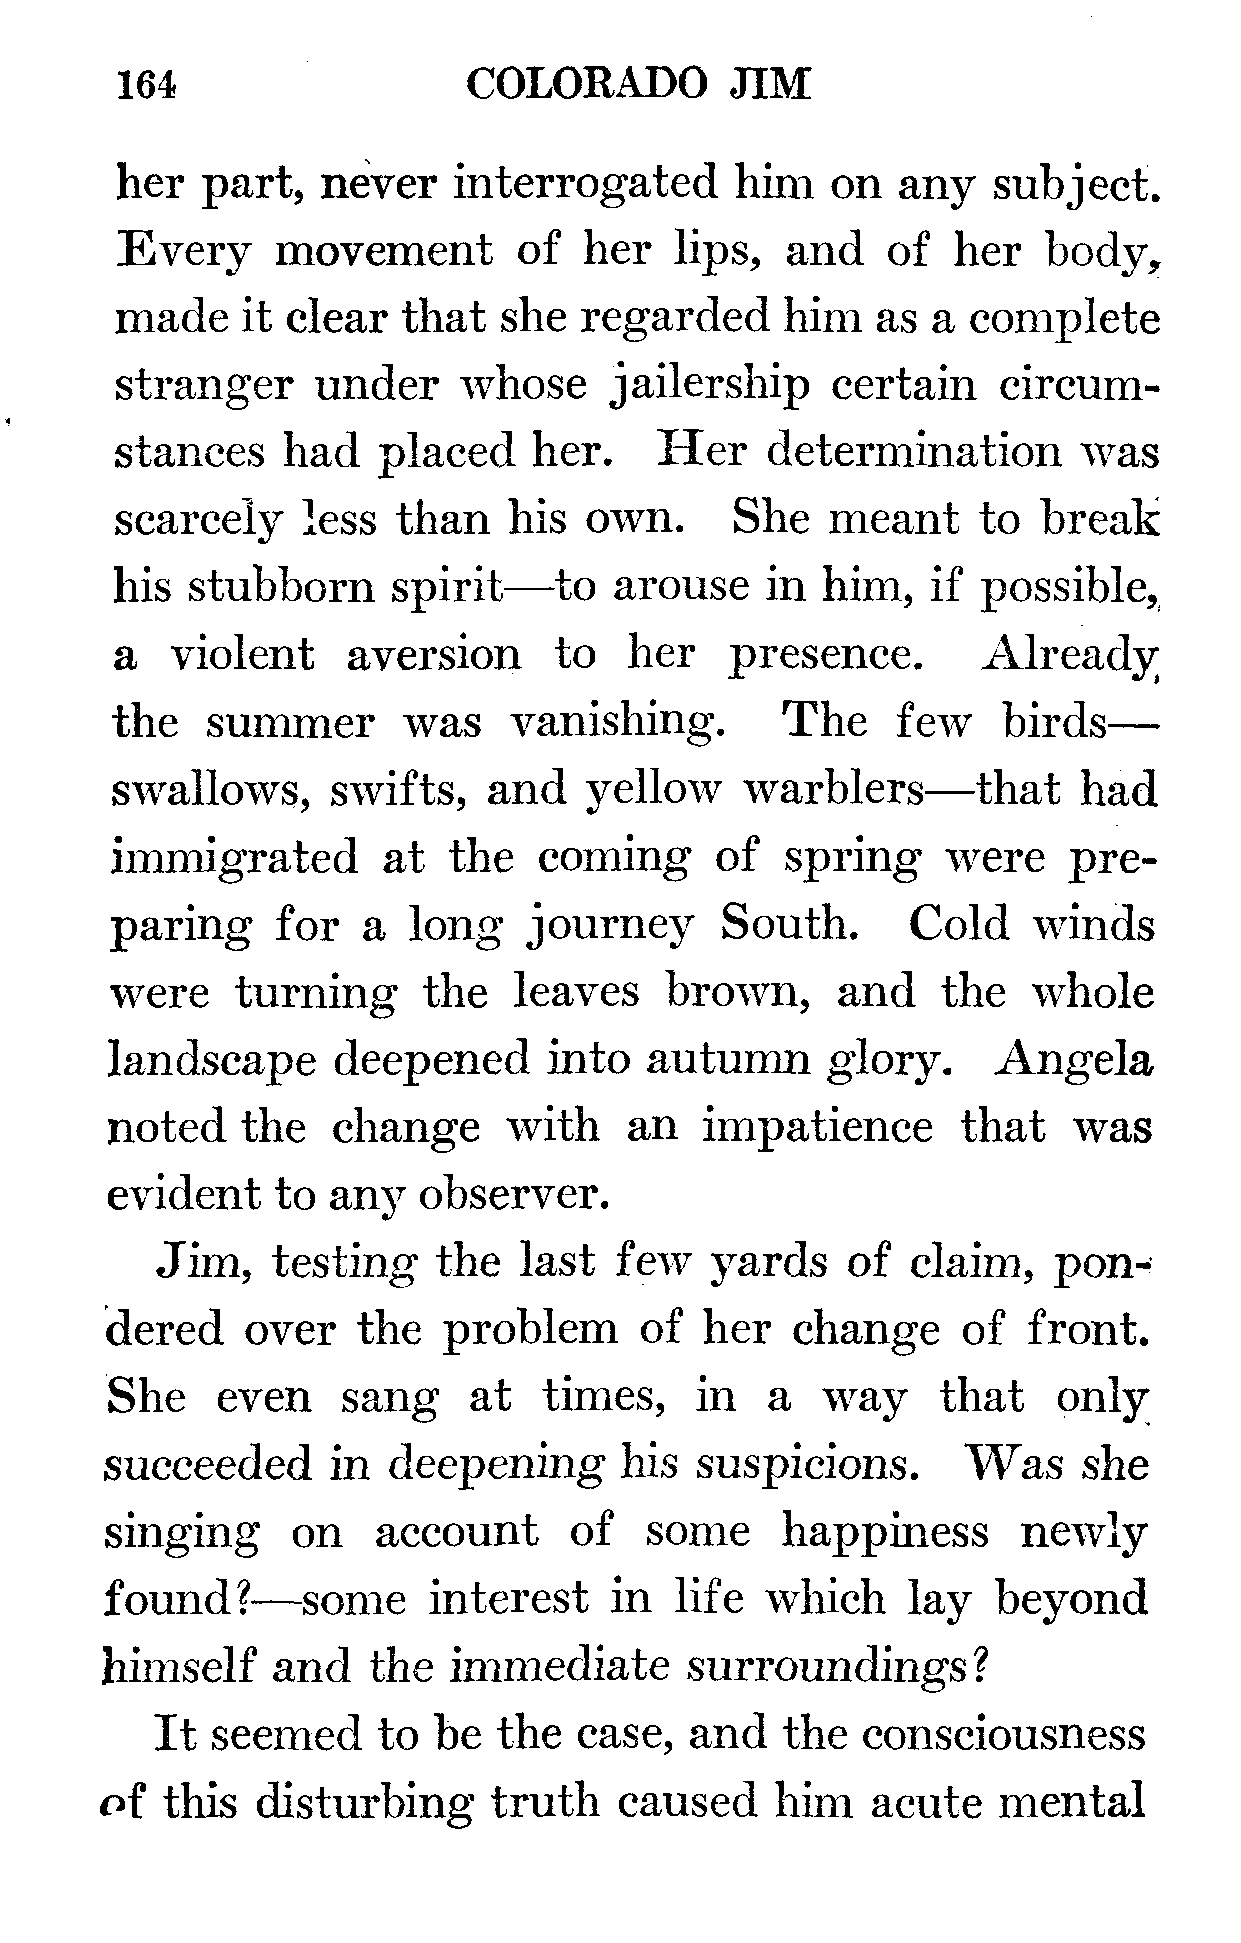 164 COLORADO JIM
her part, never interrogated him on any subject.
Every movement of her lips, and of her body,
made it clear that she regarded him as a complete
stranger under whose jailership certain circum-
stances had placed her. Her determination was
scarcely less than his own. She meant to break
his stubborn spirit—to arouse in him, if possible,
a violent aversion to her presence. Already
the summer was vanishing. The few birds—
swallows, swifts, and yellow warblers—that had
immigrated at the coming of spring were pre-
paring for a long journey South. Cold winds
were turning the leaves brown, and the whole
landscape deepened into autumn glory. Angela
noted the change with an impatience that was
evident to any observer.
Jim, testing the last few yards of claim, pon-
dered over the problem of her change of front.
She even sang at times, in a way that only
succeeded in deepening his suspicions. Was she
singing on account of some happiness newly
found?—some interest in life which lay beyond
himself and the immediate surroundings?
It seemed to be the case, and the consciousness
of this disturbing truth caused him acute mental